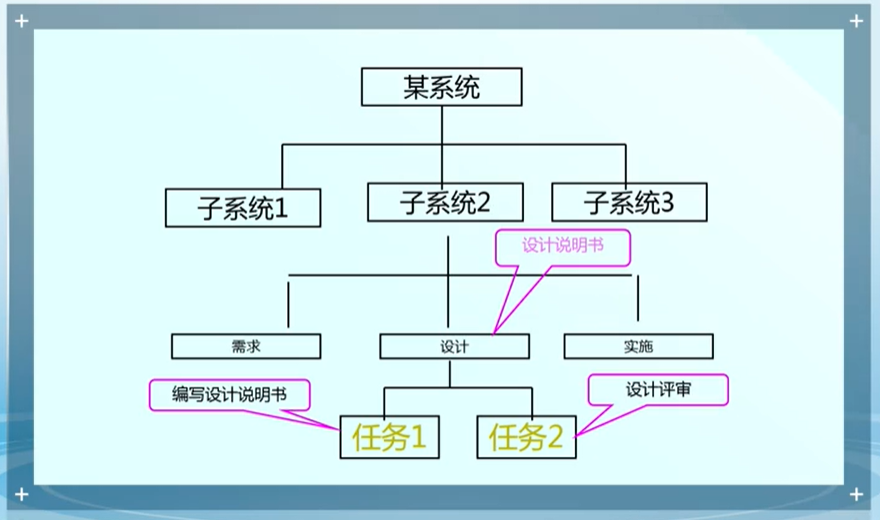 某系统
子系统1
子系统2
子系统3
设计说明书
需求
设计
实施
编写设计说明书
设计评审
任务1
任务2